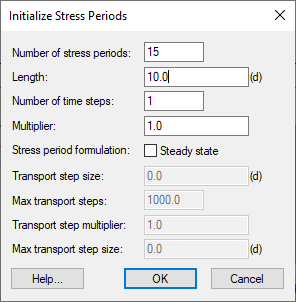 Initialize Stress Periods
Number of stress periods: 15
Length: 10.0 (d)
Number of time steps: 1
Multiplier: 1.0
Stress period formulation: Steady state
Transport step size: 0.0 (d)
Max transport steps: 1000.0
Transport step multiplier: 1.0
Max transport step size: 0.0 (d)
Help... OK Cancel